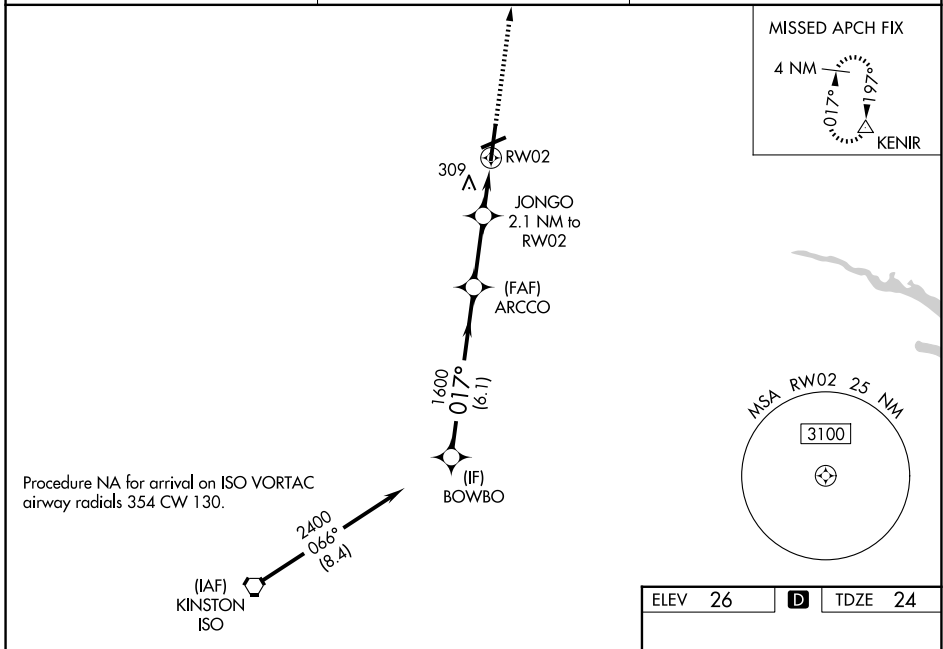 MISSED APCH FIX
4 NM
017°
197°
KENIR
RW02
309
JONGO
2.1 NM to
RW02
(FAF)
ARCCO
1600
017°
(6.1)
MSA RW02 25 NM
3100
(IF)
BOWBO
Procedure NA for arrival on ISO VORTAC
airway radials 354 CW 130.
2400
066°
(8.4)
(IAF)
KINSTON
ISO
ELEV 26 D TDZE 24